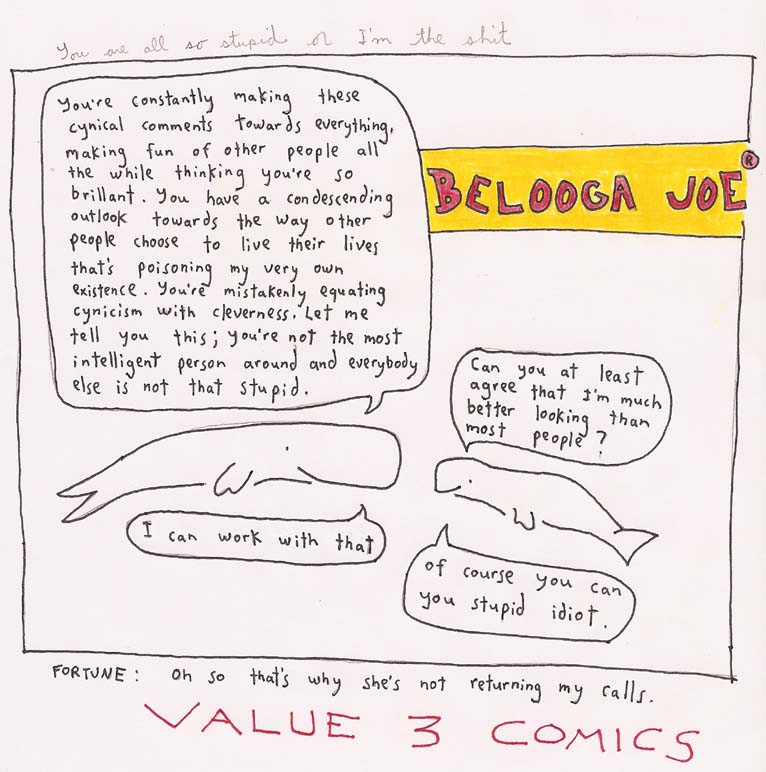 You are all so stupid or I'm the shit
You're constantly making these
cynical comments towards everything,
making fun of other people all
the while thinking you're so
brillant. You have a condescending
outlook towards the way other
people choose to live their lives
that's poisoning my very own
existence. You're mistakenly equating
cynicism with cleverness. Let me
tell you this; you're not the most
intelligent person around and everybody
else is not that stupid.
BELOOGA JOE®
Can you at least
agree that I'm much
better looking than
most people?
I can work with that
of course you can
you stupid idiot.
FORTUNE: Oh so that's why she's not returning my calls.
VALUE 3 COMICS